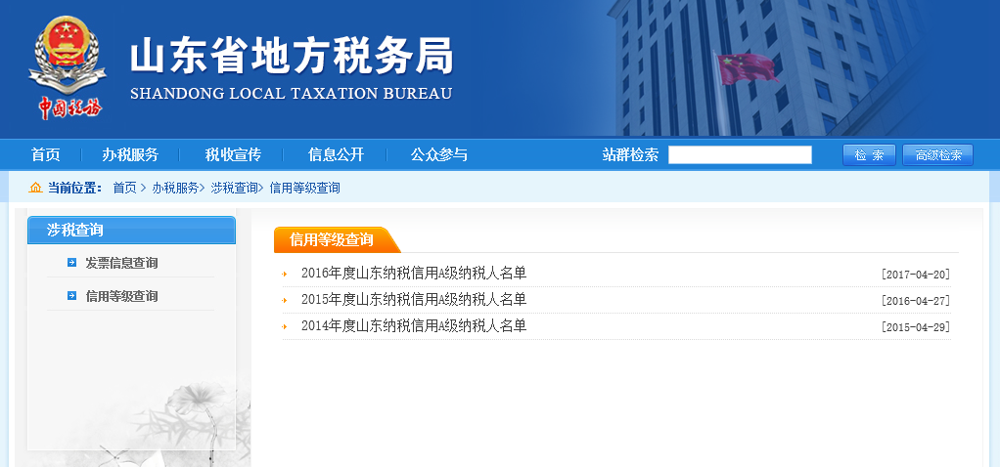 山东省地方税务局
SHANDONG LOCAL TAXATION BUREAU
中国税务
首页 办税服务 税收宣传 信息公开 公众参与 站群检索 检 索 高级检索
当前位置： 首页 > 办税服务> 涉税查询> 信用等级查询
涉税查询
发票信息查询
信用等级查询
信用等级查询
2016年度山东纳税信用A级纳税人名单 [2017-04-20]
2015年度山东纳税信用A级纳税人名单 [2016-04-27]
2014年度山东纳税信用A级纳税人名单 [2015-04-29]